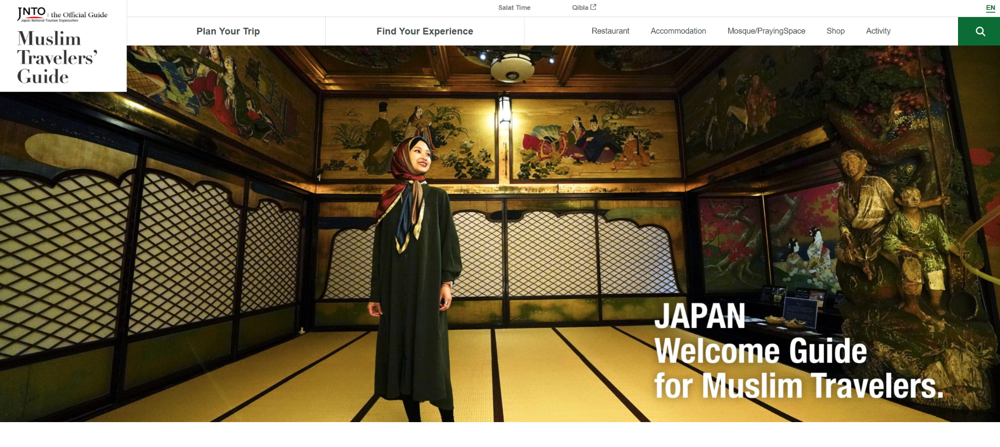 JNTO : the Official Guide
Japan National Tourism Organization
Muslim
Travelers’
Guide
Salat Time
Qibla
EN
Plan Your Trip
Find Your Experience
Restaurant
Accommodation
Mosque/PrayingSpace
Shop
Activity
JAPAN
Welcome Guide
for Muslim Travelers.